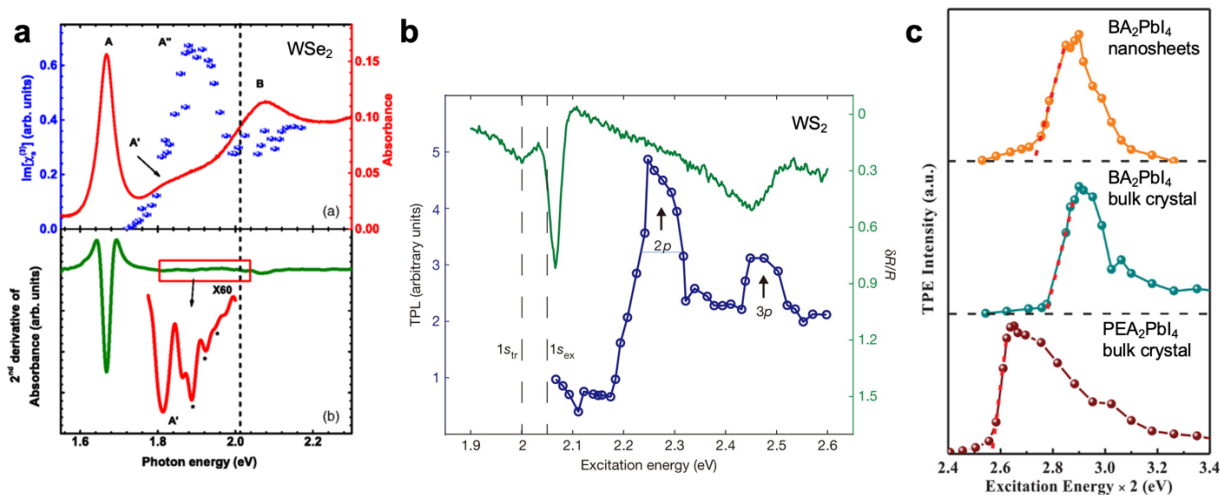 a
A
A''
WSe2
0.6
0.15
B
0.4
0.10
A'
0.2
0.05
0.0
0.00
Im[χs(3)] (arb. units)
Absorbance
(a)
X60
A'
(b)
2nd derivative of
Absorbance (arb. units)
1.6
1.8
2.0
2.2
Photon energy (eV)
b
WS2
5
4
3
2
1
0
0.3
0.6
0.9
1.2
1.5
TPL (arbitrary units)
δR/R
2p
3p
1str
1sex
1.9
2
2.1
2.2
2.3
2.4
2.5
2.6
Excitation energy (eV)
c
BA2PbI4
nanosheets
BA2PbI4
bulk crystal
PEA2PbI4
bulk crystal
TPE Intensity (a.u.)
2.4
2.6
2.8
3.0
3.2
3.4
Excitation Energy × 2 (eV)